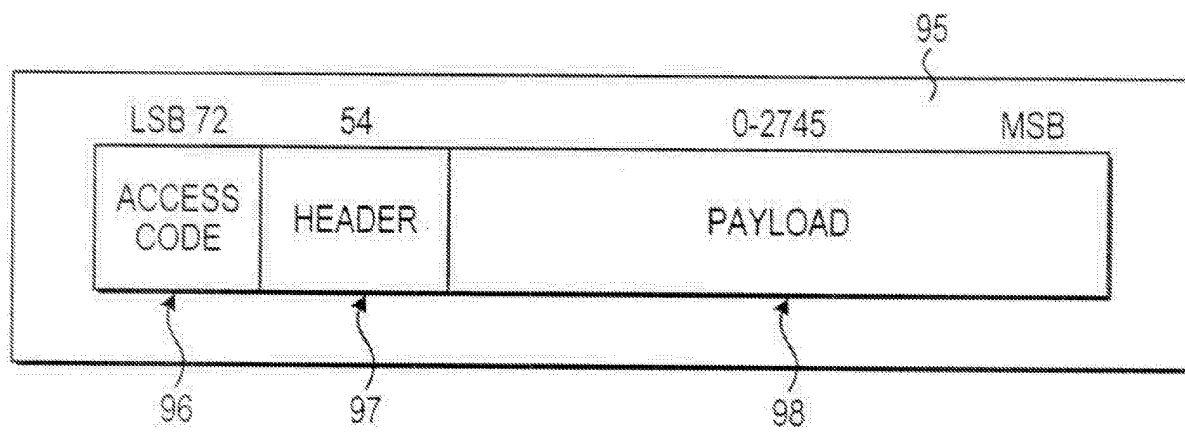 95
LSB 72 54 0-2745 MSB
ACCESS
CODE
HEADER
PAYLOAD
96 97 98